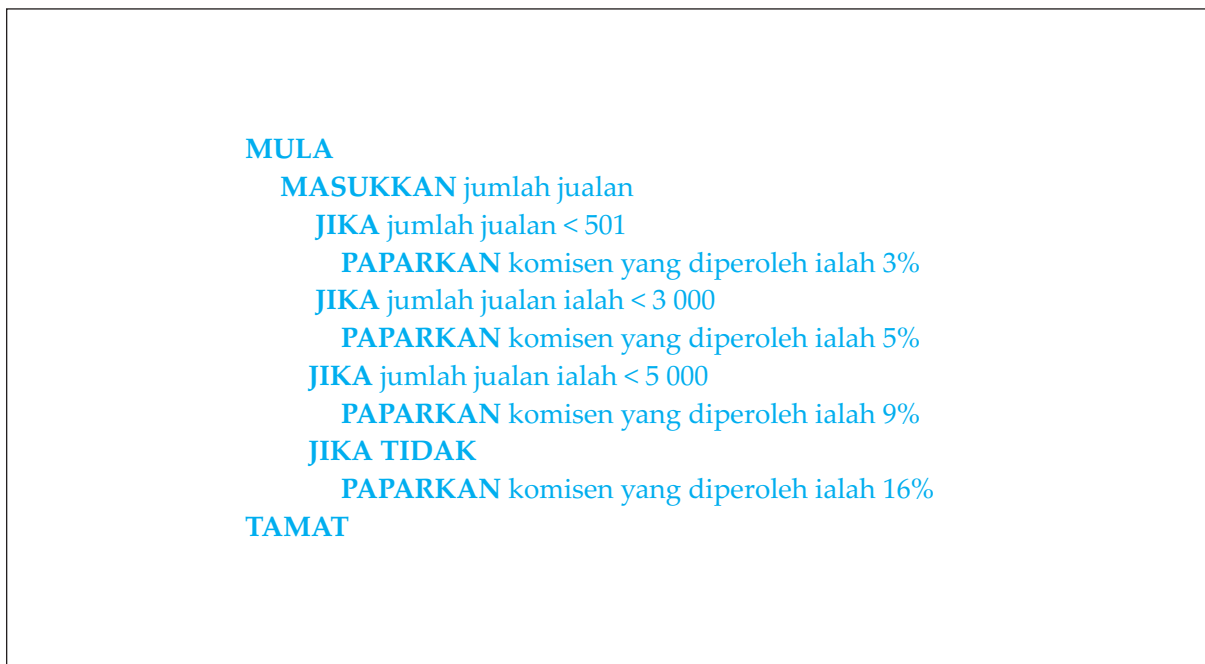 MULA
MASUKKAN jumlah jualan
JIKA jumlah jualan < 501
PAPARKAN komisen yang diperoleh ialah 3%
JIKA jumlah jualan ialah < 3 000
PAPARKAN komisen yang diperoleh ialah 5%
JIKA jumlah jualan ialah < 5 000
PAPARKAN komisen yang diperoleh ialah 9%
JIKA TIDAK
PAPARKAN komisen yang diperoleh ialah 16%
TAMAT